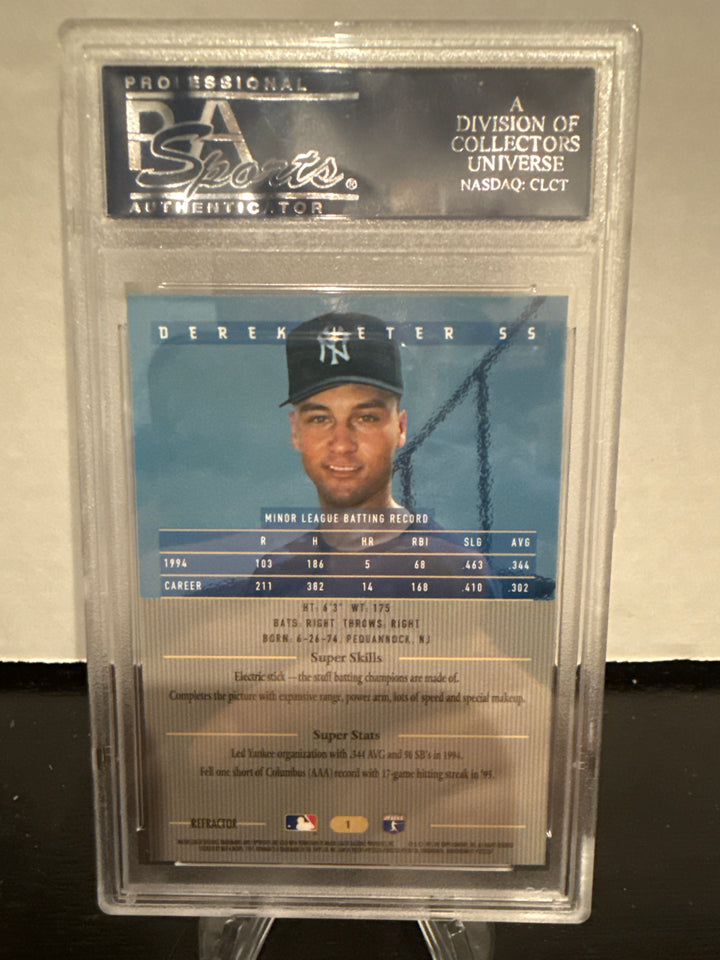 PROFESSIONAL
PSA
Sports®
AUTHENTICATOR
A
DIVISION OF
COLLECTORS
UNIVERSE
NASDAQ: CLCT
DEREK JETER SS
NY
MINOR LEAGUE BATTING RECORD
R H HR RBI SLG AVG
1994 103 186 5 68 .463 .344
CAREER 211 382 14 168 .410 .302
HT: 6'3" WT: 175
BATS: RIGHT THROWS: RIGHT
BORN: 6-26-74, PEQUANNOCK, NJ
Super Skills
Electric stick — the stuff batting champions are made of.
Completes the picture with expansive range, power arm, lots of speed and special makeup.
Super Stats
Led Yankee organization with .344 AVG and 50 SB's in 1994.
Fell one short of Columbus (AAA) record with 17-game hitting streak in '95.
REFRACTOR
1